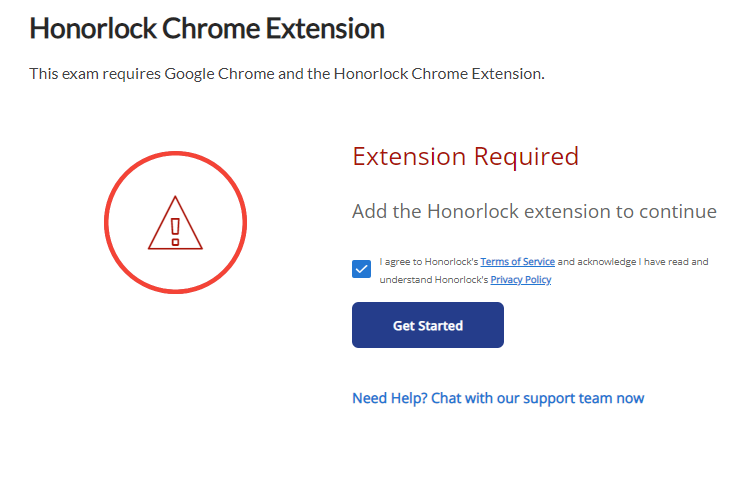 Honorlock Chrome Extension
This exam requires Google Chrome and the Honorlock Chrome Extension.
Extension Required
Add the Honorlock extension to continue
I agree to Honorlock's Terms of Service and acknowledge I have read and
understand Honorlock's Privacy Policy
Get Started
Need Help? Chat with our support team now